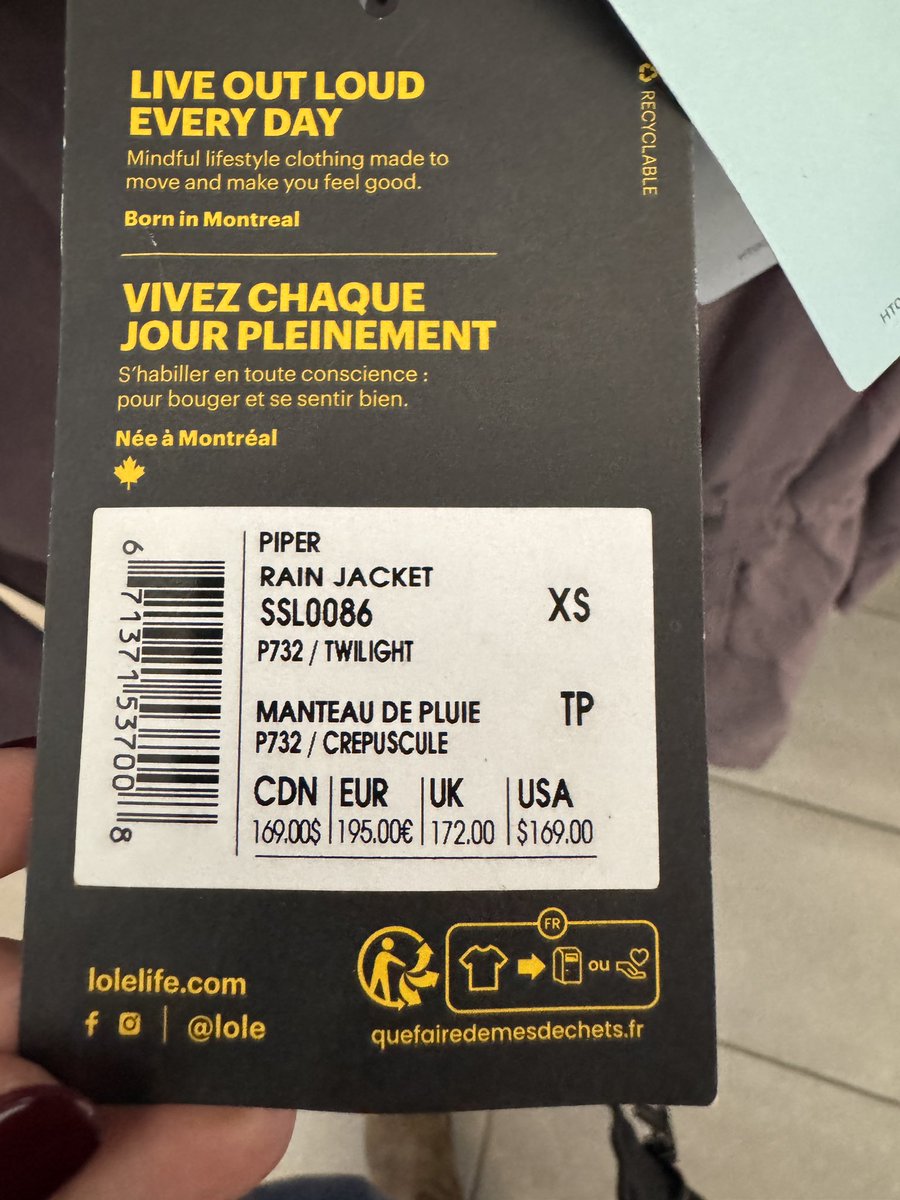 LIVE OUT LOUD
EVERY DAY
Mindful lifestyle clothing made to
move and make you feel good.
Born in Montreal
VIVEZ CHAQUE
JOUR PLEINEMENT
S'habiller en toute conscience :
pour bouger et se sentir bien.
Née à Montréal
RECYCLABLE
6 71371 53700 8
PIPER
RAIN JACKET
SSL0086
XS
P732 / TWILIGHT
MANTEAU DE PLUIE
TP
P732 / CREPUSCULE
CDN EUR UK USA
169.00$ 195.00€ 172.00 $169.00
lolelife.com
@lole
FR
ou
quefairedemesdechets.fr